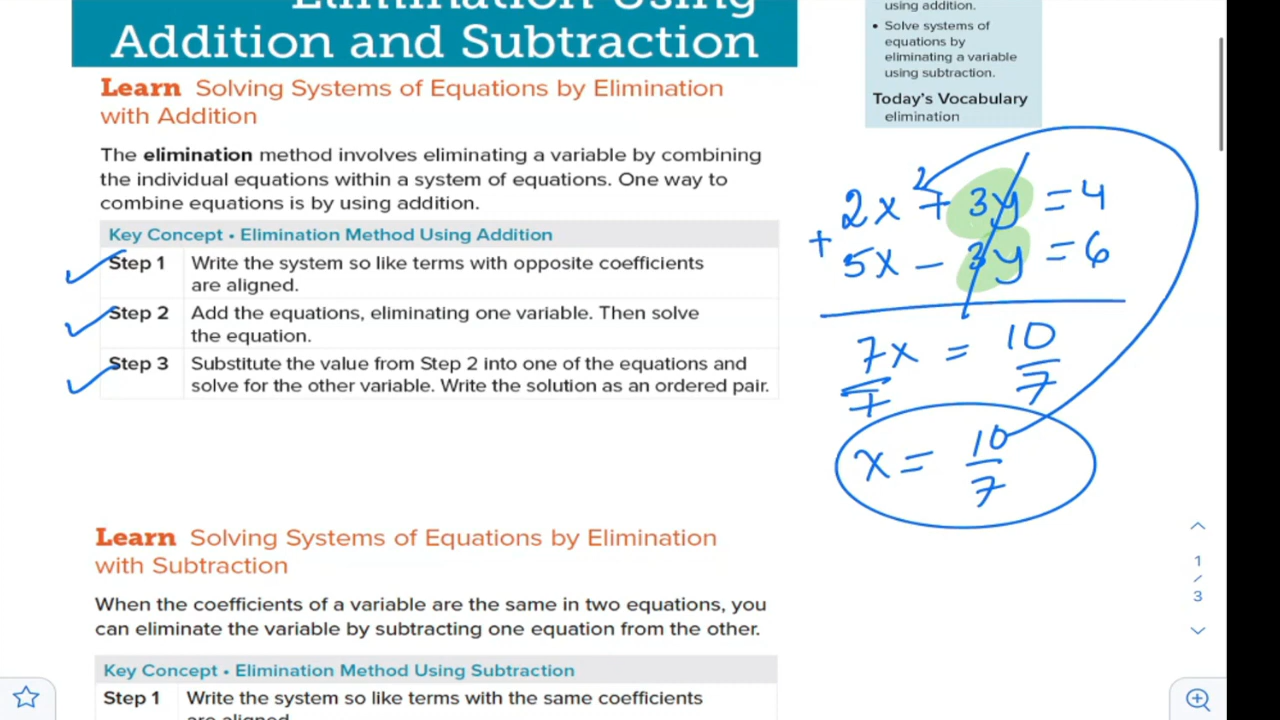 Elimination Using
Addition and Subtraction
Learn Solving Systems of Equations by Elimination
with Addition
The elimination method involves eliminating a variable by combining
the individual equations within a system of equations. One way to
combine equations is by using addition.
Key Concept • Elimination Method Using Addition
Step 1 Write the system so like terms with opposite coefficients
are aligned.
Step 2 Add the equations, eliminating one variable. Then solve
the equation.
Step 3 Substitute the value from Step 2 into one of the equations and
solve for the other variable. Write the solution as an ordered pair.
Learn Solving Systems of Equations by Elimination
with Subtraction
When the coefficients of a variable are the same in two equations, you
can eliminate the variable by subtracting one equation from the other.
Key Concept • Elimination Method Using Subtraction
Step 1 Write the system so like terms with the same coefficients
are aligned.
using addition.
• Solve systems of
equations by
eliminating a variable
using subtraction.
Today's Vocabulary
elimination
2x + 3y = 4
+ 5x - 3y = 6
7x = 10
7 7
x = 10
7
1
/
3